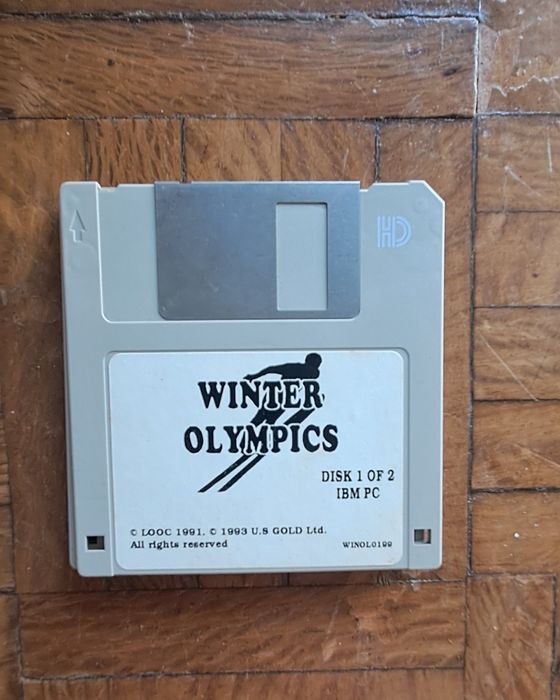 HD
WINTER
OLYMPICS
DISK 1 OF 2
IBM PC
© LOOC 1991. © 1993 U.S GOLD Ltd.
All rights reserved
WINOL0199